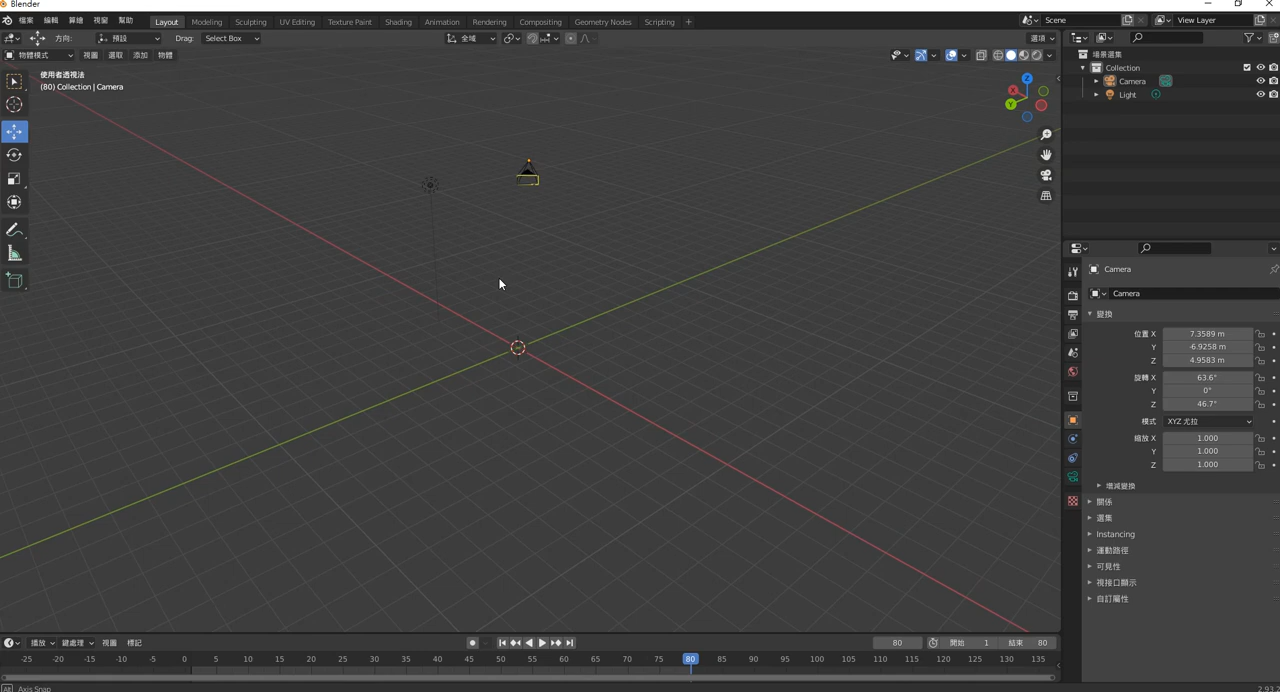 Blender
檔案 編輯 算繪 視窗 幫助 Layout Modeling Sculpting UV Editing Texture Paint Shading Animation Rendering Compositing Geometry Nodes Scripting + Scene View Layer
方向: 預設 Drag: Select Box 全域 選項
物體模式 視圖 選取 添加 物體
使用者透視法
(80) Collection | Camera
場景選集
Collection
Camera
Light
Z
X
Y
Camera
Camera
變換
位置 X 7.3589 m
Y -6.9258 m
Z 4.9583 m
旋轉 X 63.6°
Y 0°
Z 46.7°
模式 XYZ 尤拉
縮放 X 1.000
Y 1.000
Z 1.000
增減變換
關係
選集
Instancing
運動路徑
可見性
視接口顯示
自訂屬性
播放 鍵處理 視圖 標記 80 開始 1 結束 80
-25 -20 -15 -10 -5 0 5 10 15 20 25 30 35 40 45 50 55 60 65 70 75 80 85 90 95 100 105 110 115 120 125 130 135
Alt Axis Snap